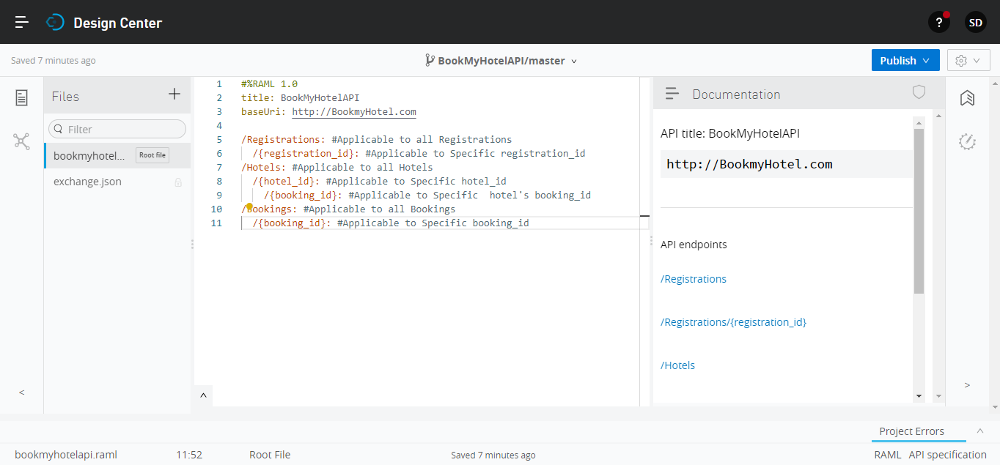 Design Center
?
SD
Saved 7 minutes ago
BookMyHotelAPI/master
Publish
Files
Filter
bookmyhotel... Root file
exchange.json
1 #%RAML 1.0
2 title: BookMyHotelAPI
3 baseUri: http://BookmyHotel.com
4
5 /Registrations: #Applicable to all Registrations
6 /{registration_id}: #Applicable to Specific registration_id
7 /Hotels: #Applicable to all Hotels
8 /{hotel_id}: #Applicable to Specific hotel_id
9 /{booking_id}: #Applicable to Specific  hotel's booking_id
10 /Bookings: #Applicable to all Bookings
11 /{booking_id}: #Applicable to Specific booking_id
Documentation
API title: BookMyHotelAPI
http://BookmyHotel.com
API endpoints
/Registrations
/Registrations/{registration_id}
/Hotels
<
>
Project Errors
bookmyhotelapi.raml 11:52 Root File Saved 7 minutes ago RAML API specification